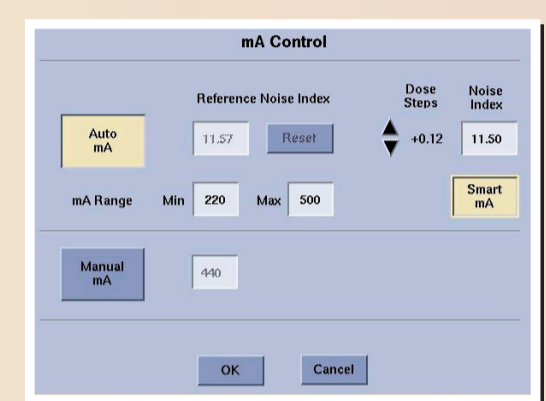 mA Control
Reference Noise Index
Dose Steps
Noise Index
Auto mA
11.57
Reset
+0.12
11.50
mA Range
Min
220
Max
500
Smart mA
Manual mA
440
OK
Cancel